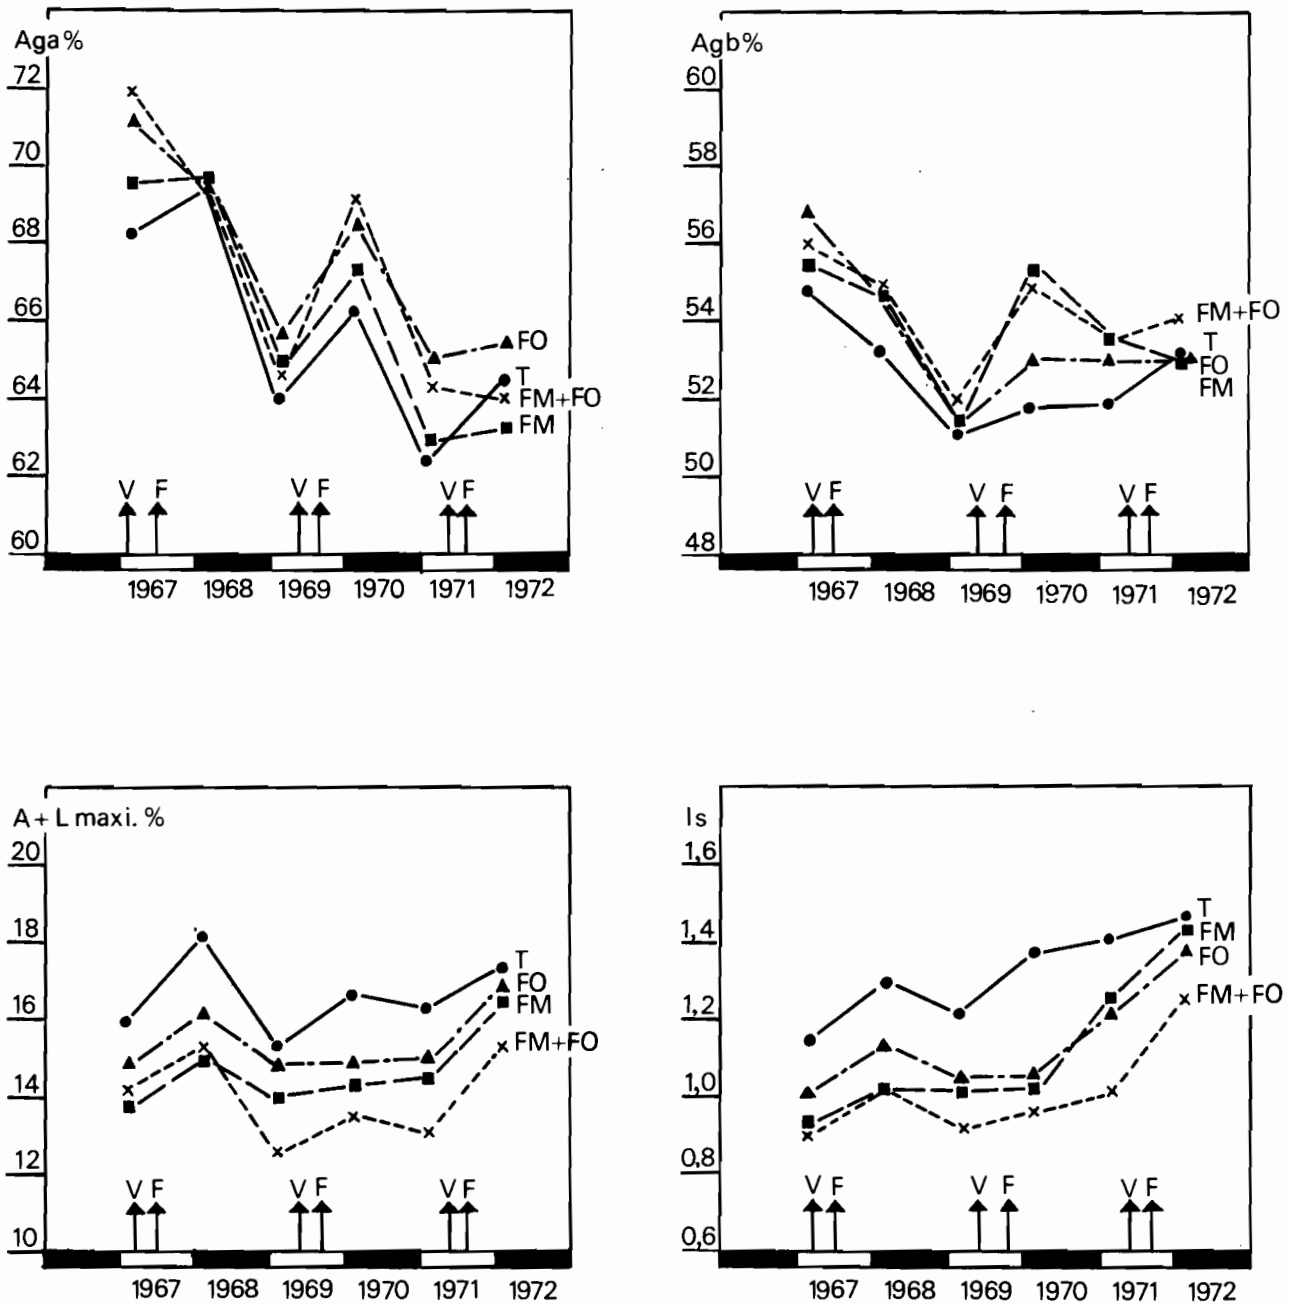 Aga%
72
70
68
66
64
62
60
FO
T
FM+FO
FM
V F V F V F
1967 1968 1969 1970 1971 1972
Agb%
60
58
56
54
52
50
48
FM+FO
T
FO
FM
V F V F V F
1967 1968 1969 1970 1971 1972
A+L maxi. %
20
18
16
14
12
10
T
FO
FM
FM+FO
V F V F V F
1967 1968 1969 1970 1971 1972
Is
1,6
1,4
1,2
1,0
0,8
0,6
T
FM
FO
FM+FO
V F V F V F
1967 1968 1969 1970 1971 1972